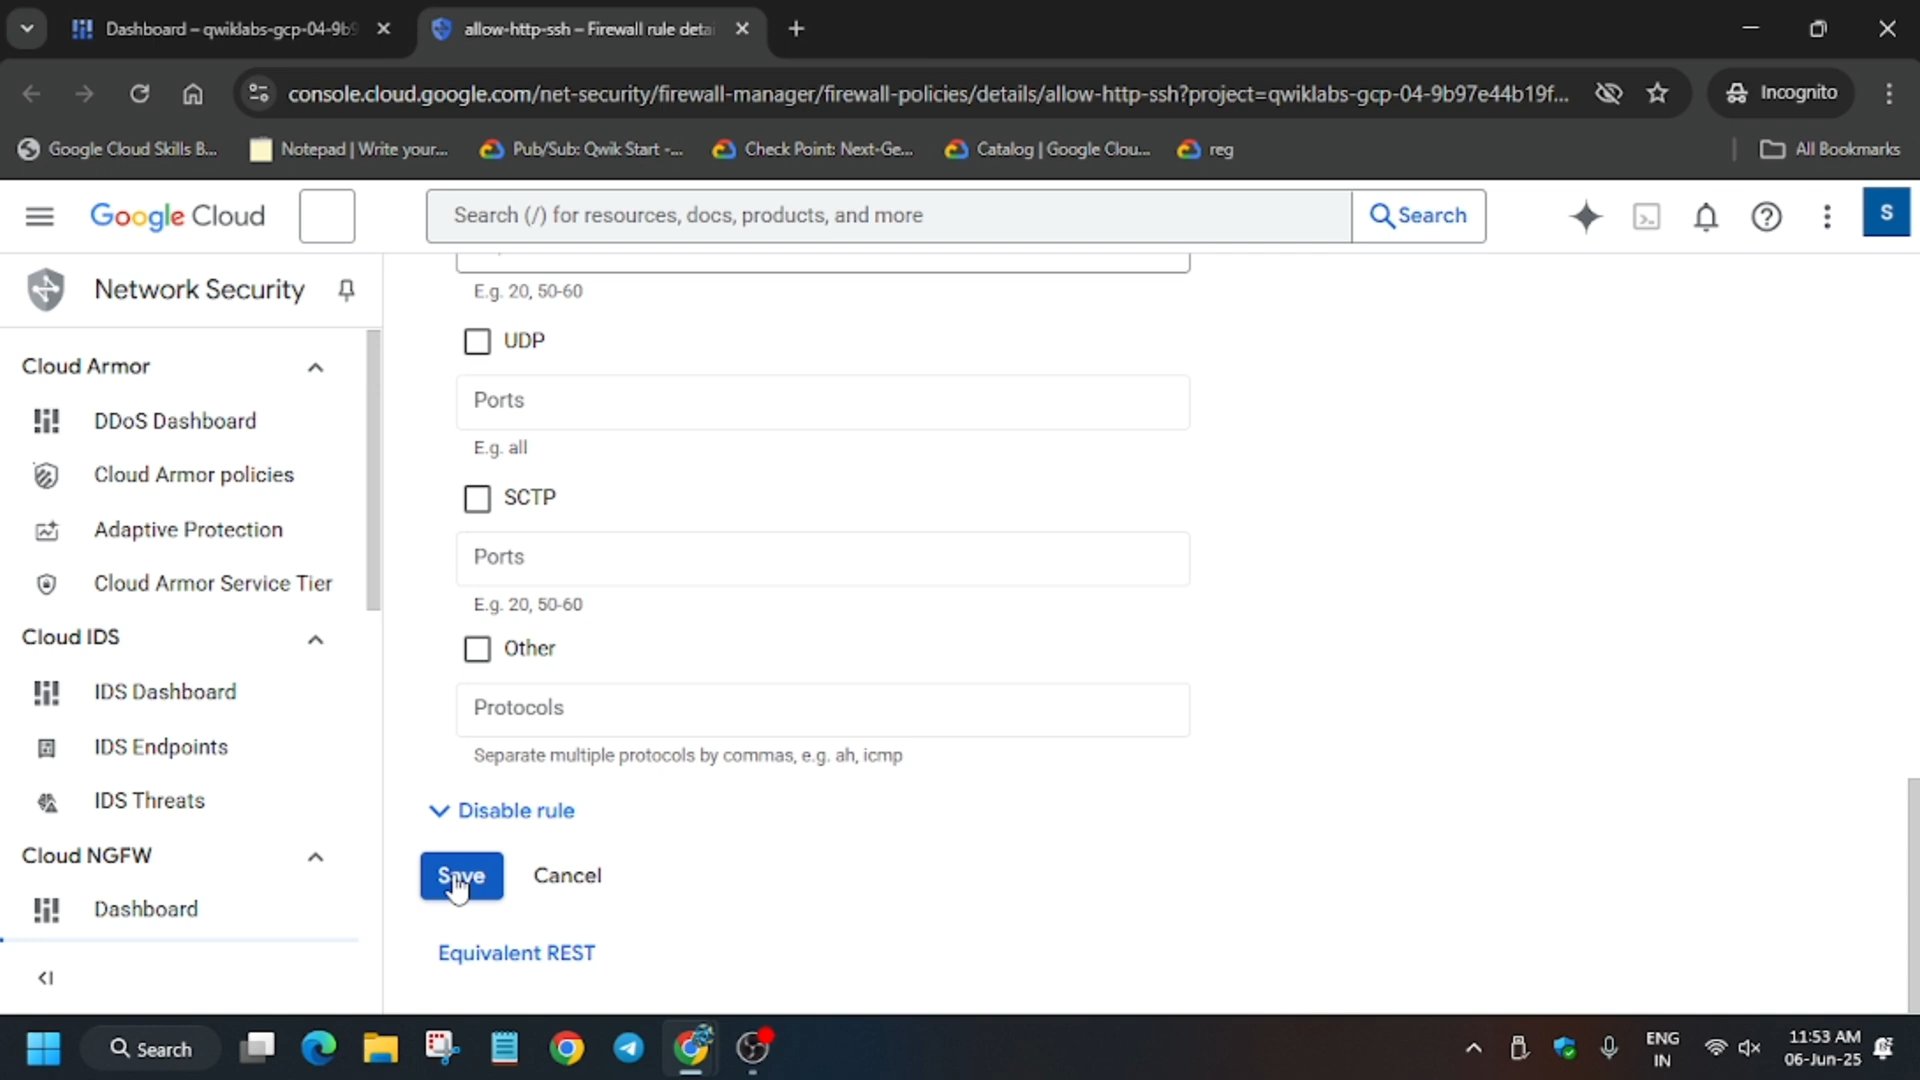 Dashboard – qwiklabs-gcp-04-9b9
allow-http-ssh – Firewall rule deta
console.cloud.google.com/net-security/firewall-manager/firewall-policies/details/allow-http-ssh?project=qwiklabs-gcp-04-9b97e44b19f...
Incognito
Google Cloud Skills B...
Notepad | Write your...
Pub/Sub: Qwik Start -...
Check Point: Next-Ge...
Catalog | Google Clou...
reg
All Bookmarks
Google Cloud
Search (/) for resources, docs, products, and more
Search
S
Network Security
Cloud Armor
DDoS Dashboard
Cloud Armor policies
Adaptive Protection
Cloud Armor Service Tier
Cloud IDS
IDS Dashboard
IDS Endpoints
IDS Threats
Cloud NGFW
Dashboard
E.g. 20, 50-60
UDP
Ports
E.g. all
SCTP
Ports
E.g. 20, 50-60
Other
Protocols
Separate multiple protocols by commas, e.g. ah, icmp
Disable rule
Save
Cancel
Equivalent REST
Search
ENG
IN
11:53 AM
06-Jun-25